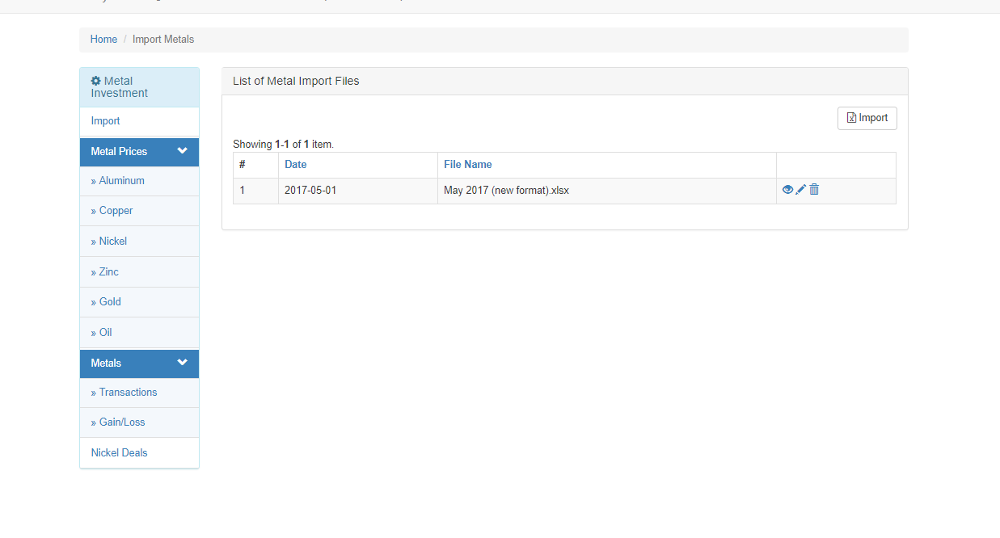 Home / Import Metals
Metal
Investment
Import
Metal Prices
» Aluminum
» Copper
» Nickel
» Zinc
» Gold
» Oil
Metals
» Transactions
» Gain/Loss
Nickel Deals
List of Metal Import Files
Import
Showing 1-1 of 1 item.
# Date File Name
1 2017-05-01 May 2017 (new format).xlsx